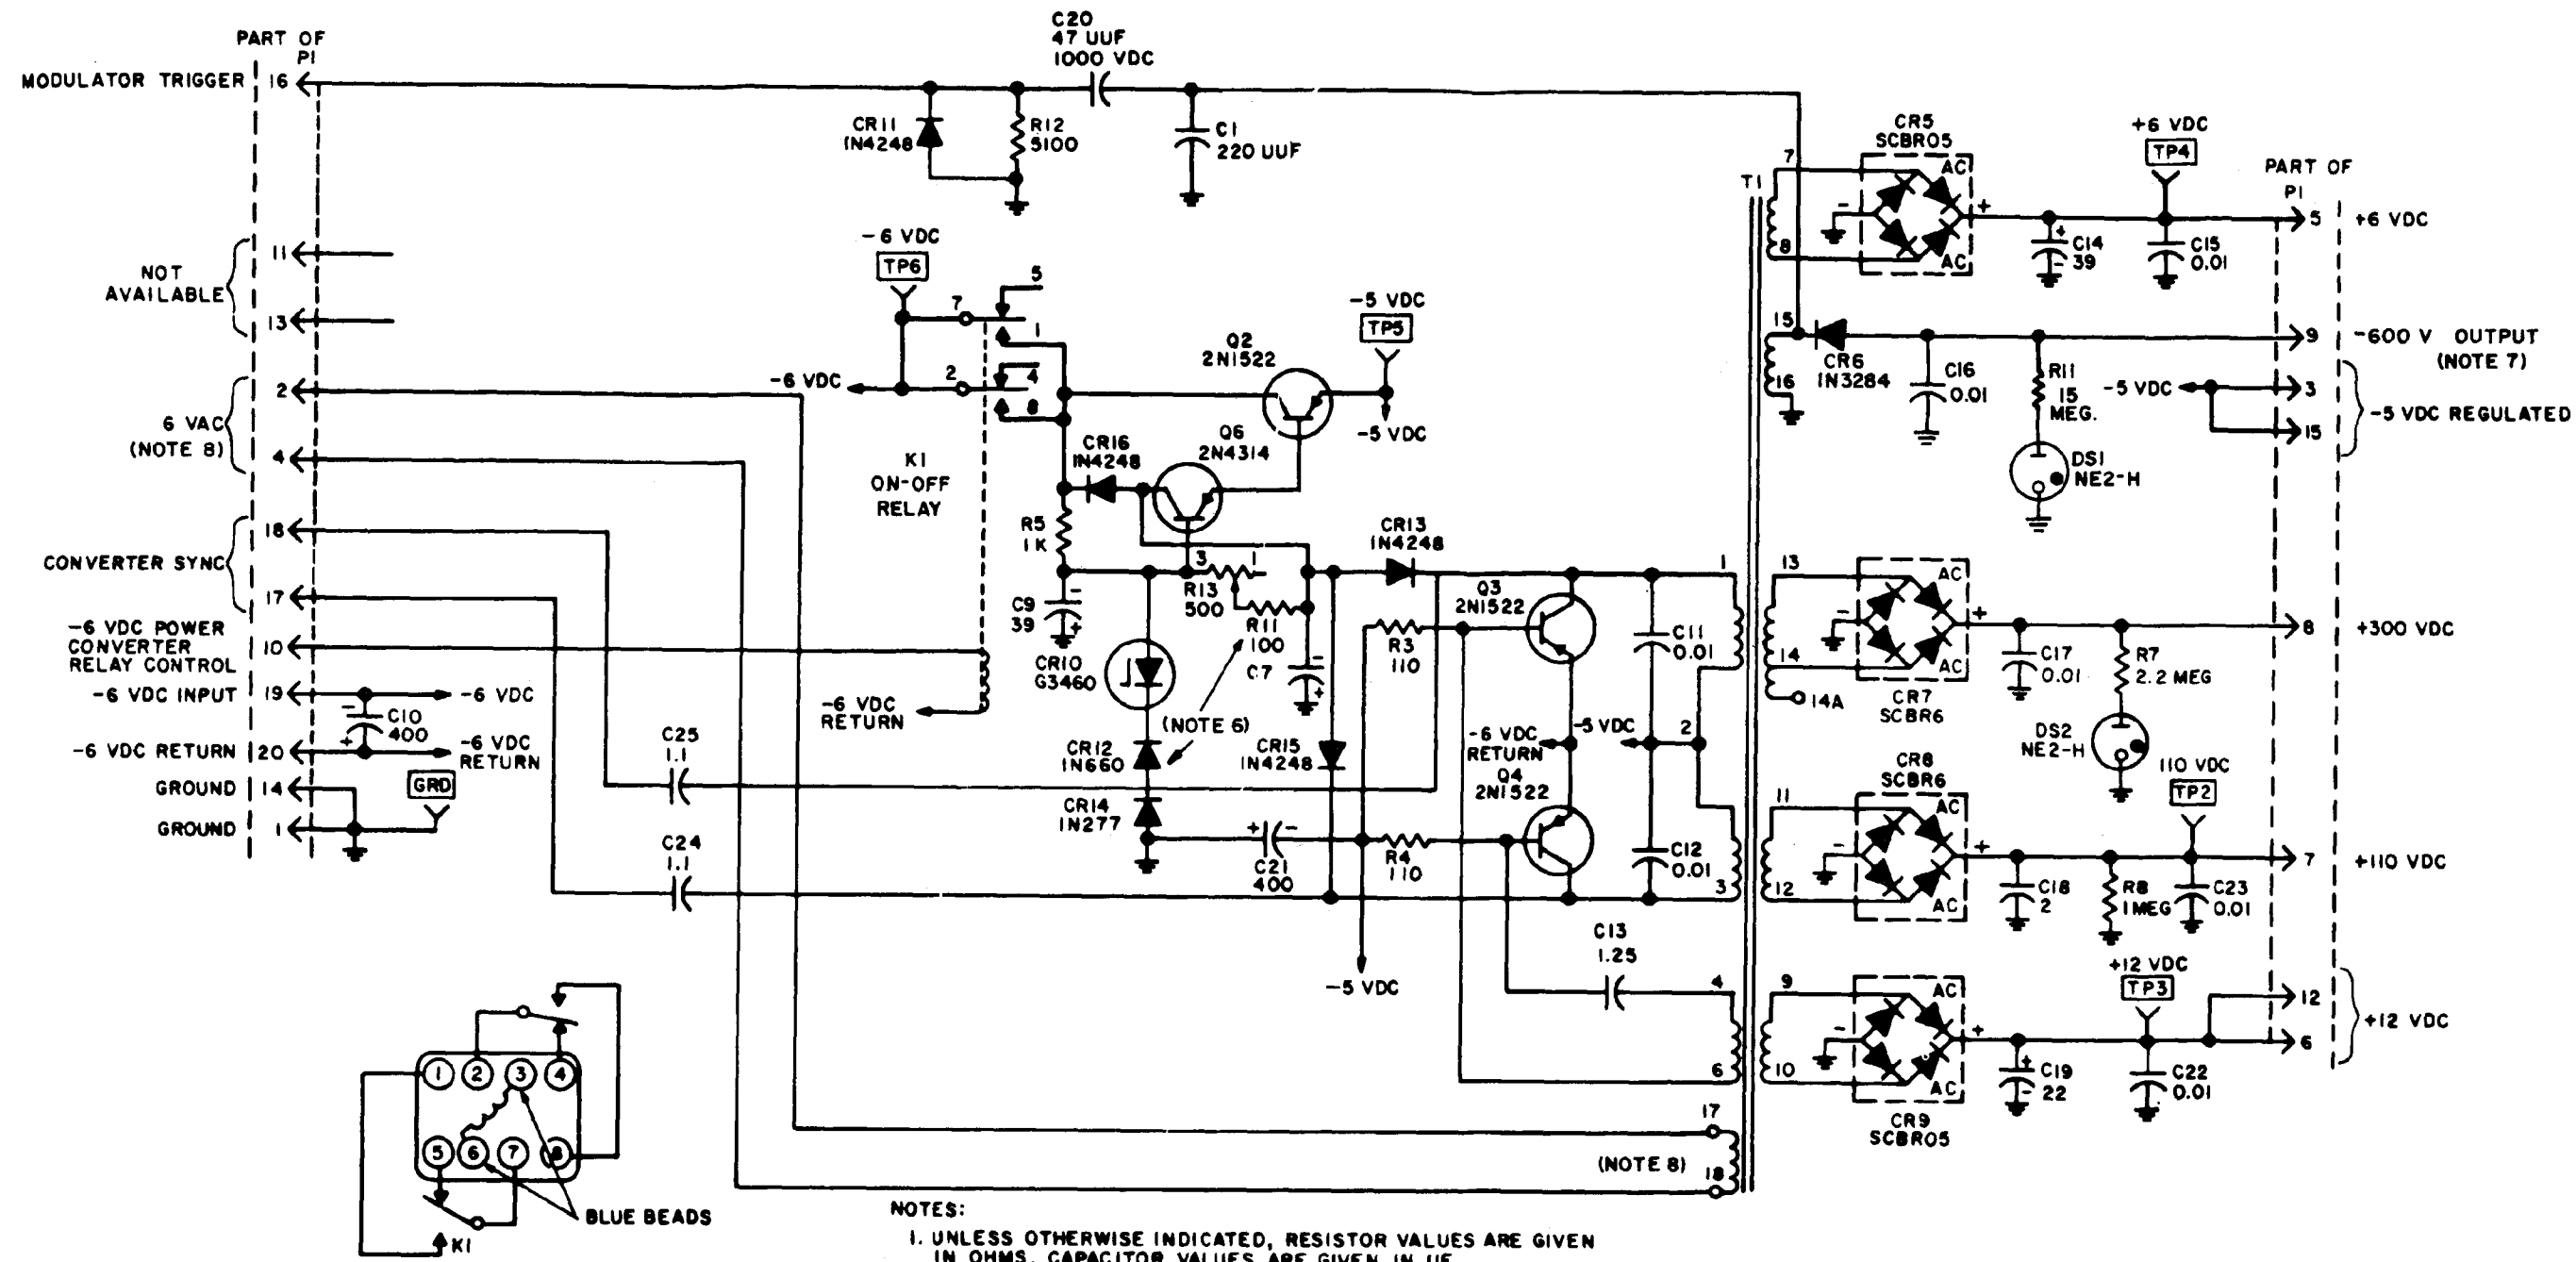 PART OF
P1
MODULATOR TRIGGER
16
C20
47 UUF
1000 VDC
CR11
1N4248
R12
5100
C1
220 UUF
NOT
AVAILABLE
11
13
6 VAC
(NOTE 8)
2
4
CONVERTER SYNC
18
17
-6 VDC POWER
CONVERTER
RELAY CONTROL
10
-6 VDC INPUT
19
-6 VDC
C10
400
-
+
-6 VDC RETURN
20
-6 VDC
RETURN
GROUND
14
GRD
GROUND
1
-6 VDC
TP6
7
5
1
-6 VDC
2
4
8
K1
ON-OFF
RELAY
-6 VDC
RETURN
Q2
2N1522
-5 VDC
TP5
-5 VDC
CR16
1N4248
Q6
2N4314
R5
1K
C9
39
-
+
3
1
R13
500
R11
100
C7
-
+
CR10
G3460
(NOTE 6)
CR12
1N660
CR14
1N277
CR13
1N4248
CR15
1N4248
C25
1.1
C24
1.1
+
-
C21
400
R3
110
R4
110
-5 VDC
Q3
2N1522
-6 VDC
RETURN
Q4
2N1522
C11
0.01
-5 VDC
C12
0.01
C13
1.25
1
2
3
4
6
17
18
(NOTE 8)
T1
7
8
15
16
13
14
14A
11
12
9
10
CR5
SCBR05
AC
AC
-
+
C14
39
+
-
+6 VDC
TP4
C15
0.01
PART OF
P1
5
+6 VDC
CR6
1N3284
C16
0.01
R11
15
MEG.
DS1
NE2-H
9
-600 V OUTPUT
(NOTE 7)
-5 VDC
3
15
-5 VDC REGULATED
AC
AC
-
+
CR7
SCBR6
C17
0.01
R7
2.2 MEG
DS2
NE2-H
8
+300 VDC
CR8
SCBR6
AC
AC
-
+
C18
2
R8
1 MEG
110 VDC
TP2
C23
0.01
7
+110 VDC
AC
AC
-
+
CR9
SCBR05
C19
22
+
-
+12 VDC
TP3
C22
0.01
12
6
+12 VDC
1 2 3 4
5 6 7 8
BLUE BEADS
K1
NOTES:
1. UNLESS OTHERWISE INDICATED, RESISTOR VALUES ARE GIVEN
IN OHMS, CAPACITOR VALUES ARE GIVEN IN UF